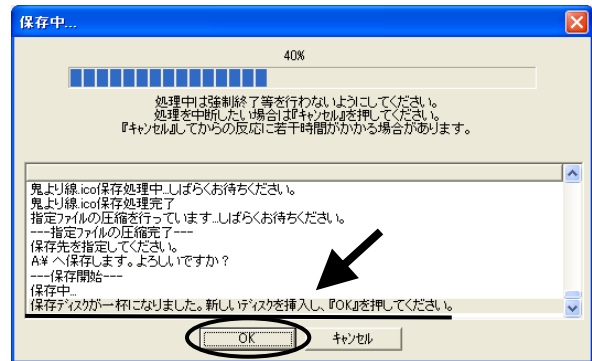 保存中...
40%
処理中は強制終了等を行わないようにしてください。
処理を中断したい場合は『キャンセル』を押してください。
『キャンセル』してからの反応に若干時間がかかる場合があります。
鬼より線.ico保存処理中...しばらくお待ちください。
鬼より線.ico保存処理完了
指定ファイルの圧縮を行っています...しばらくお待ちください。
---指定ファイルの圧縮完了---
保存先を指定してください。
A:¥ へ保存します。よろしいですか？
---保存開始---
保存中...
保存ディスクが一杯になりました。新しいディスクを挿入し、『OK』を押してください。
OK
キャンセル